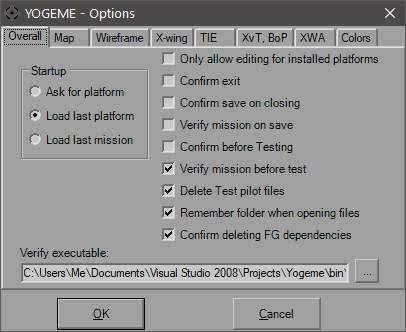 YOGEME - Options
Overall Map Wireframe X-wing TIE XvT, BoP XWA Colors
Startup
Ask for platform
Load last platform
Load last mission
Only allow editing for installed platforms
Confirm exit
Confirm save on closing
Verify mission on save
Confirm before Testing
Verify mission before test
Delete Test pilot files
Remember folder when opening files
Confirm deleting FG dependencies
Verify executable:
C:\Users\Me\Documents\Visual Studio 2008\Projects\Yogeme\bin\
...
OK Cancel